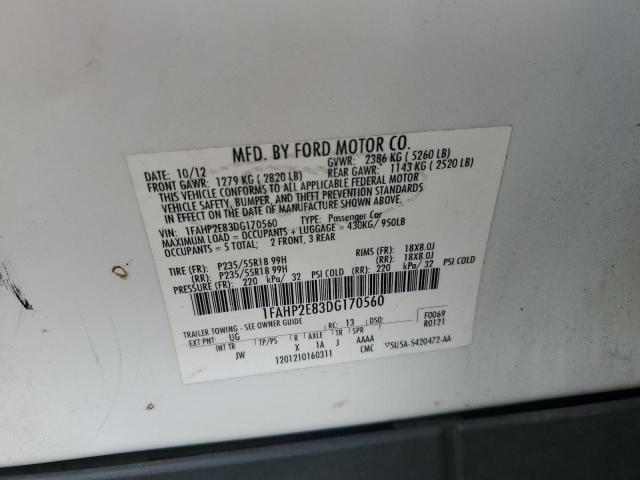 MFD. BY FORD MOTOR CO.
DATE: 10/12 GVWR: 2386 KG ( 5260 LB)
FRONT GAWR: 1279 KG ( 2820 LB) REAR GAWR: 1143 KG ( 2520 LB)
THIS VEHICLE CONFORMS TO ALL APPLICABLE FEDERAL MOTOR
VEHICLE SAFETY, BUMPER, AND THEFT PREVENTION STANDARDS
IN EFFECT ON THE DATE OF MANUFACTURE SHOWN ABOVE.
VIN: 1FAHP2E83DG170560 TYPE: Passenger Car
MAXIMUM LOAD = OCCUPANTS + LUGGAGE = 430KG/ 950LB
OCCUPANTS = 5 TOTAL; 2 FRONT, 3 REAR
TIRE (FR): P235/55R18 99H RIMS (FR): 18X8.0J
(RR): P235/55R18 99H (RR): 18X8.0J
PRESSURE (FR): 220 kPa/ 32 PSI COLD (RR): 220 kPa/ 32 PSI COLD
1FAHP2E83DG170560
TRAILER TOWING - SEE OWNER GUIDE F0069
EXT PNT: UG RC: 13 DSO: R0121
INT TR TP/PS R AXLE TR SPR
JW X 1A J AAAA
1201210160311 CMC 5U5A-5420472-AA